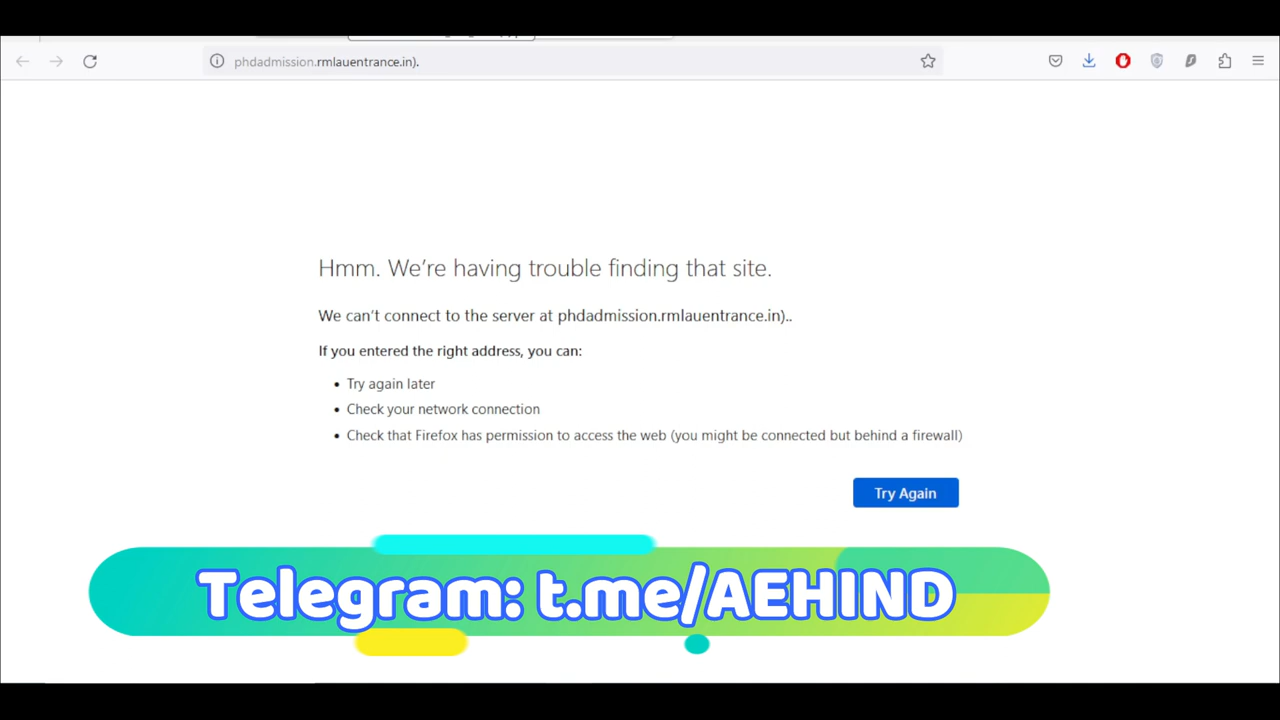 phdadmission.rmlauentrance.in).
Hmm. We're having trouble finding that site.
We can't connect to the server at phdadmission.rmlauentrance.in)..
If you entered the right address, you can:
• Try again later
• Check your network connection
• Check that Firefox has permission to access the web (you might be connected but behind a firewall)
Try Again
Telegram: t.me/AEHIND